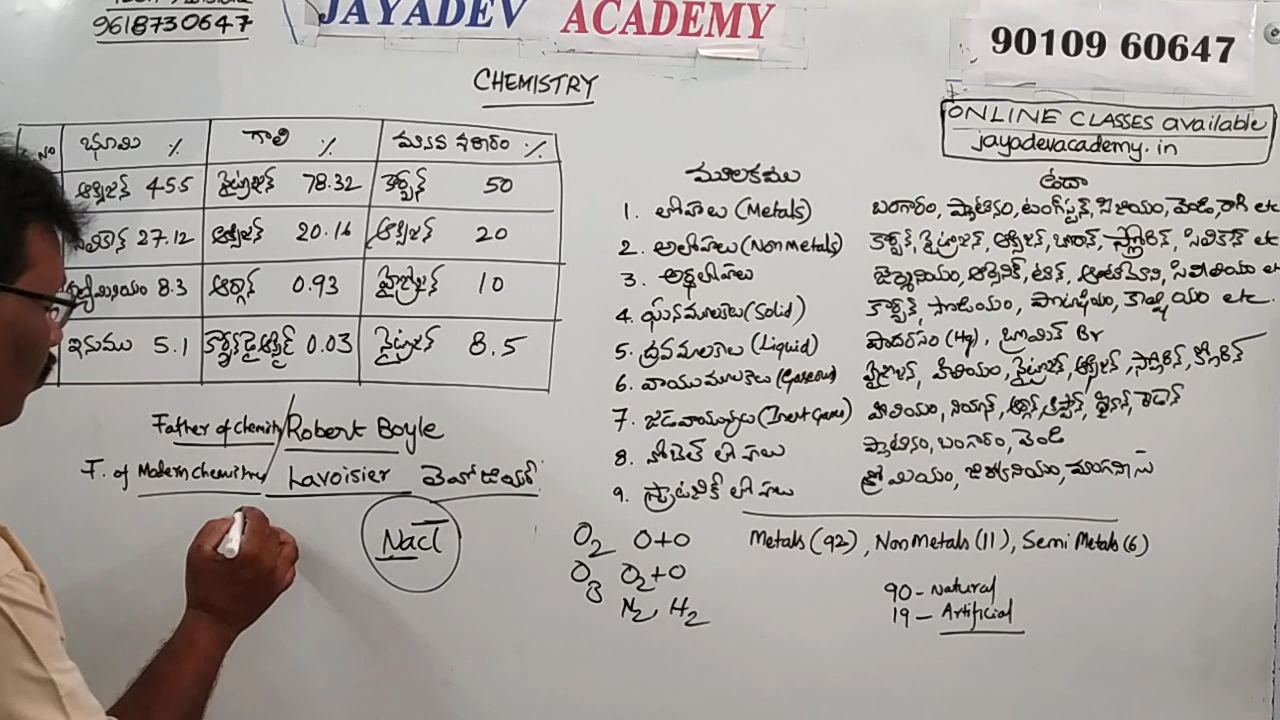 9618730647
JAYADEV ACADEMY
90109 60647
CHEMISTRY
ONLINE CLASSES available
jayadevacademy.in
No భూమి % గాలి % మానవ శరీరం %
ఆక్సిజన్ 45.5 నైట్రోజన్ 78.32 కార్బన్ 50
27.12 ఆక్సిజన్ 20.16 ఆక్సిజన్ 20
8.3 ఆర్గాన్ 0.93 హైడ్రోజన్ 10
ఇనుము 5.1 కార్బన్ డై ఆక్సైడ్ 0.03 నైట్రోజన్ 8.5
Father of chemistry Robert Boyle
F. of Modern chemistry Lavoisier
Nacl
మూలకము ఉదా
1. లోహలు (Metals) బంగారం, ప్లాటినం, టంగ్‌స్టన్, సిజియం, వెండి, రాగి etc
2. అలోహలు (Non Metals) కార్బన్, నైట్రోజన్, ఆక్సిజన్, బోరాన్, సిలికాన్ etc
3. అర్ధలోహలు జెర్మేనియం, ఆర్సెనిక్, etc
4. ఘనమూలకాలు (Solid) కార్బన్, సోడియం, పొటాషియం, etc.
5. ద్రవమూలకాలు (Liquid) పాదరసం (Hg), బ్రోమిన్ Br
6. వాయుమూలకాలు (Gaseous) హైడ్రోజన్, హీలియం, నైట్రోజన్, ఆక్సిజన్, క్లోరిన్
7. జడవాయువులు (Inert Gases) హీలియం, నియాన్, ఆర్గాన్, క్రిప్టాన్, రాడాన్
8. నోబెల్ లోహలు ప్లాటినం, బంగారం, వెండి
9. స్ట్రాటజిక్ లోహలు క్రోమియం, జిర్కోనియం, మాంగనీస్
O2 O+O Metals (92), Non Metals (11), Semi Metals (6)
O3 O2+O 90 - Natural
N2, H2 19 - Artificial